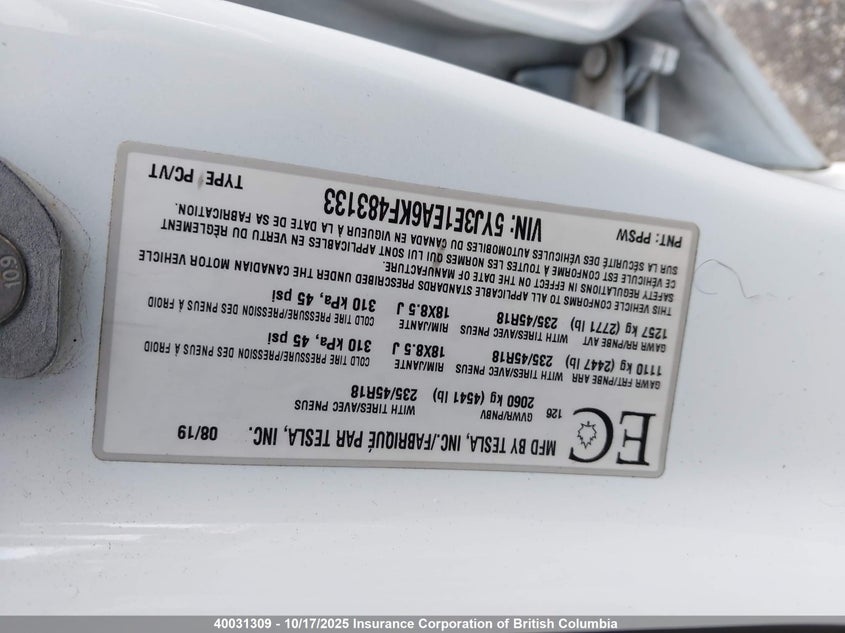 MFD BY TESLA, INC./FABRIQUÉ PAR TESLA, INC. 08/19
EC 126
GVWR/PNBV WITH TIRES/AVEC PNEUS
2060 kg (4541 lb) 235/45R18
GAWR FRT/PNBE ARR WITH TIRES/AVEC PNEUS RIM/JANTE COLD TIRE PRESSURE/PRESSION DES PNEUS À FROID
1110 kg (2447 lb) 235/45R18 18X8.5 J 310 kPa, 45 psi
GAWR RR/PNBE AVT WITH TIRES/AVEC PNEUS RIM/JANTE COLD TIRE PRESSURE/PRESSION DES PNEUS À FROID
1257 kg (2771 lb) 235/45R18 18X8.5 J 310 kPa, 45 psi
THIS VEHICLE CONFORMS TO ALL APPLICABLE STANDARDS PRESCRIBED UNDER THE CANADIAN MOTOR VEHICLE
SAFETY REGULATIONS IN EFFECT ON THE DATE OF MANUFACTURE.
CE VÉHICULE EST CONFORME À TOUTES LES NORMES QUI LUI SONT APPLICABLES EN VERTU DU RÈGLEMENT
SUR LA SÉCURITÉ DES VÉHICULES AUTOMOBILES DU CANADA EN VIGUEUR À LA DATE DE SA FABRICATION.
PNT: PPSW VIN: 5YJ3E1EA6KF483133 TYPE PC/VT
109
40031309 - 10/17/2025 Insurance Corporation of British Columbia